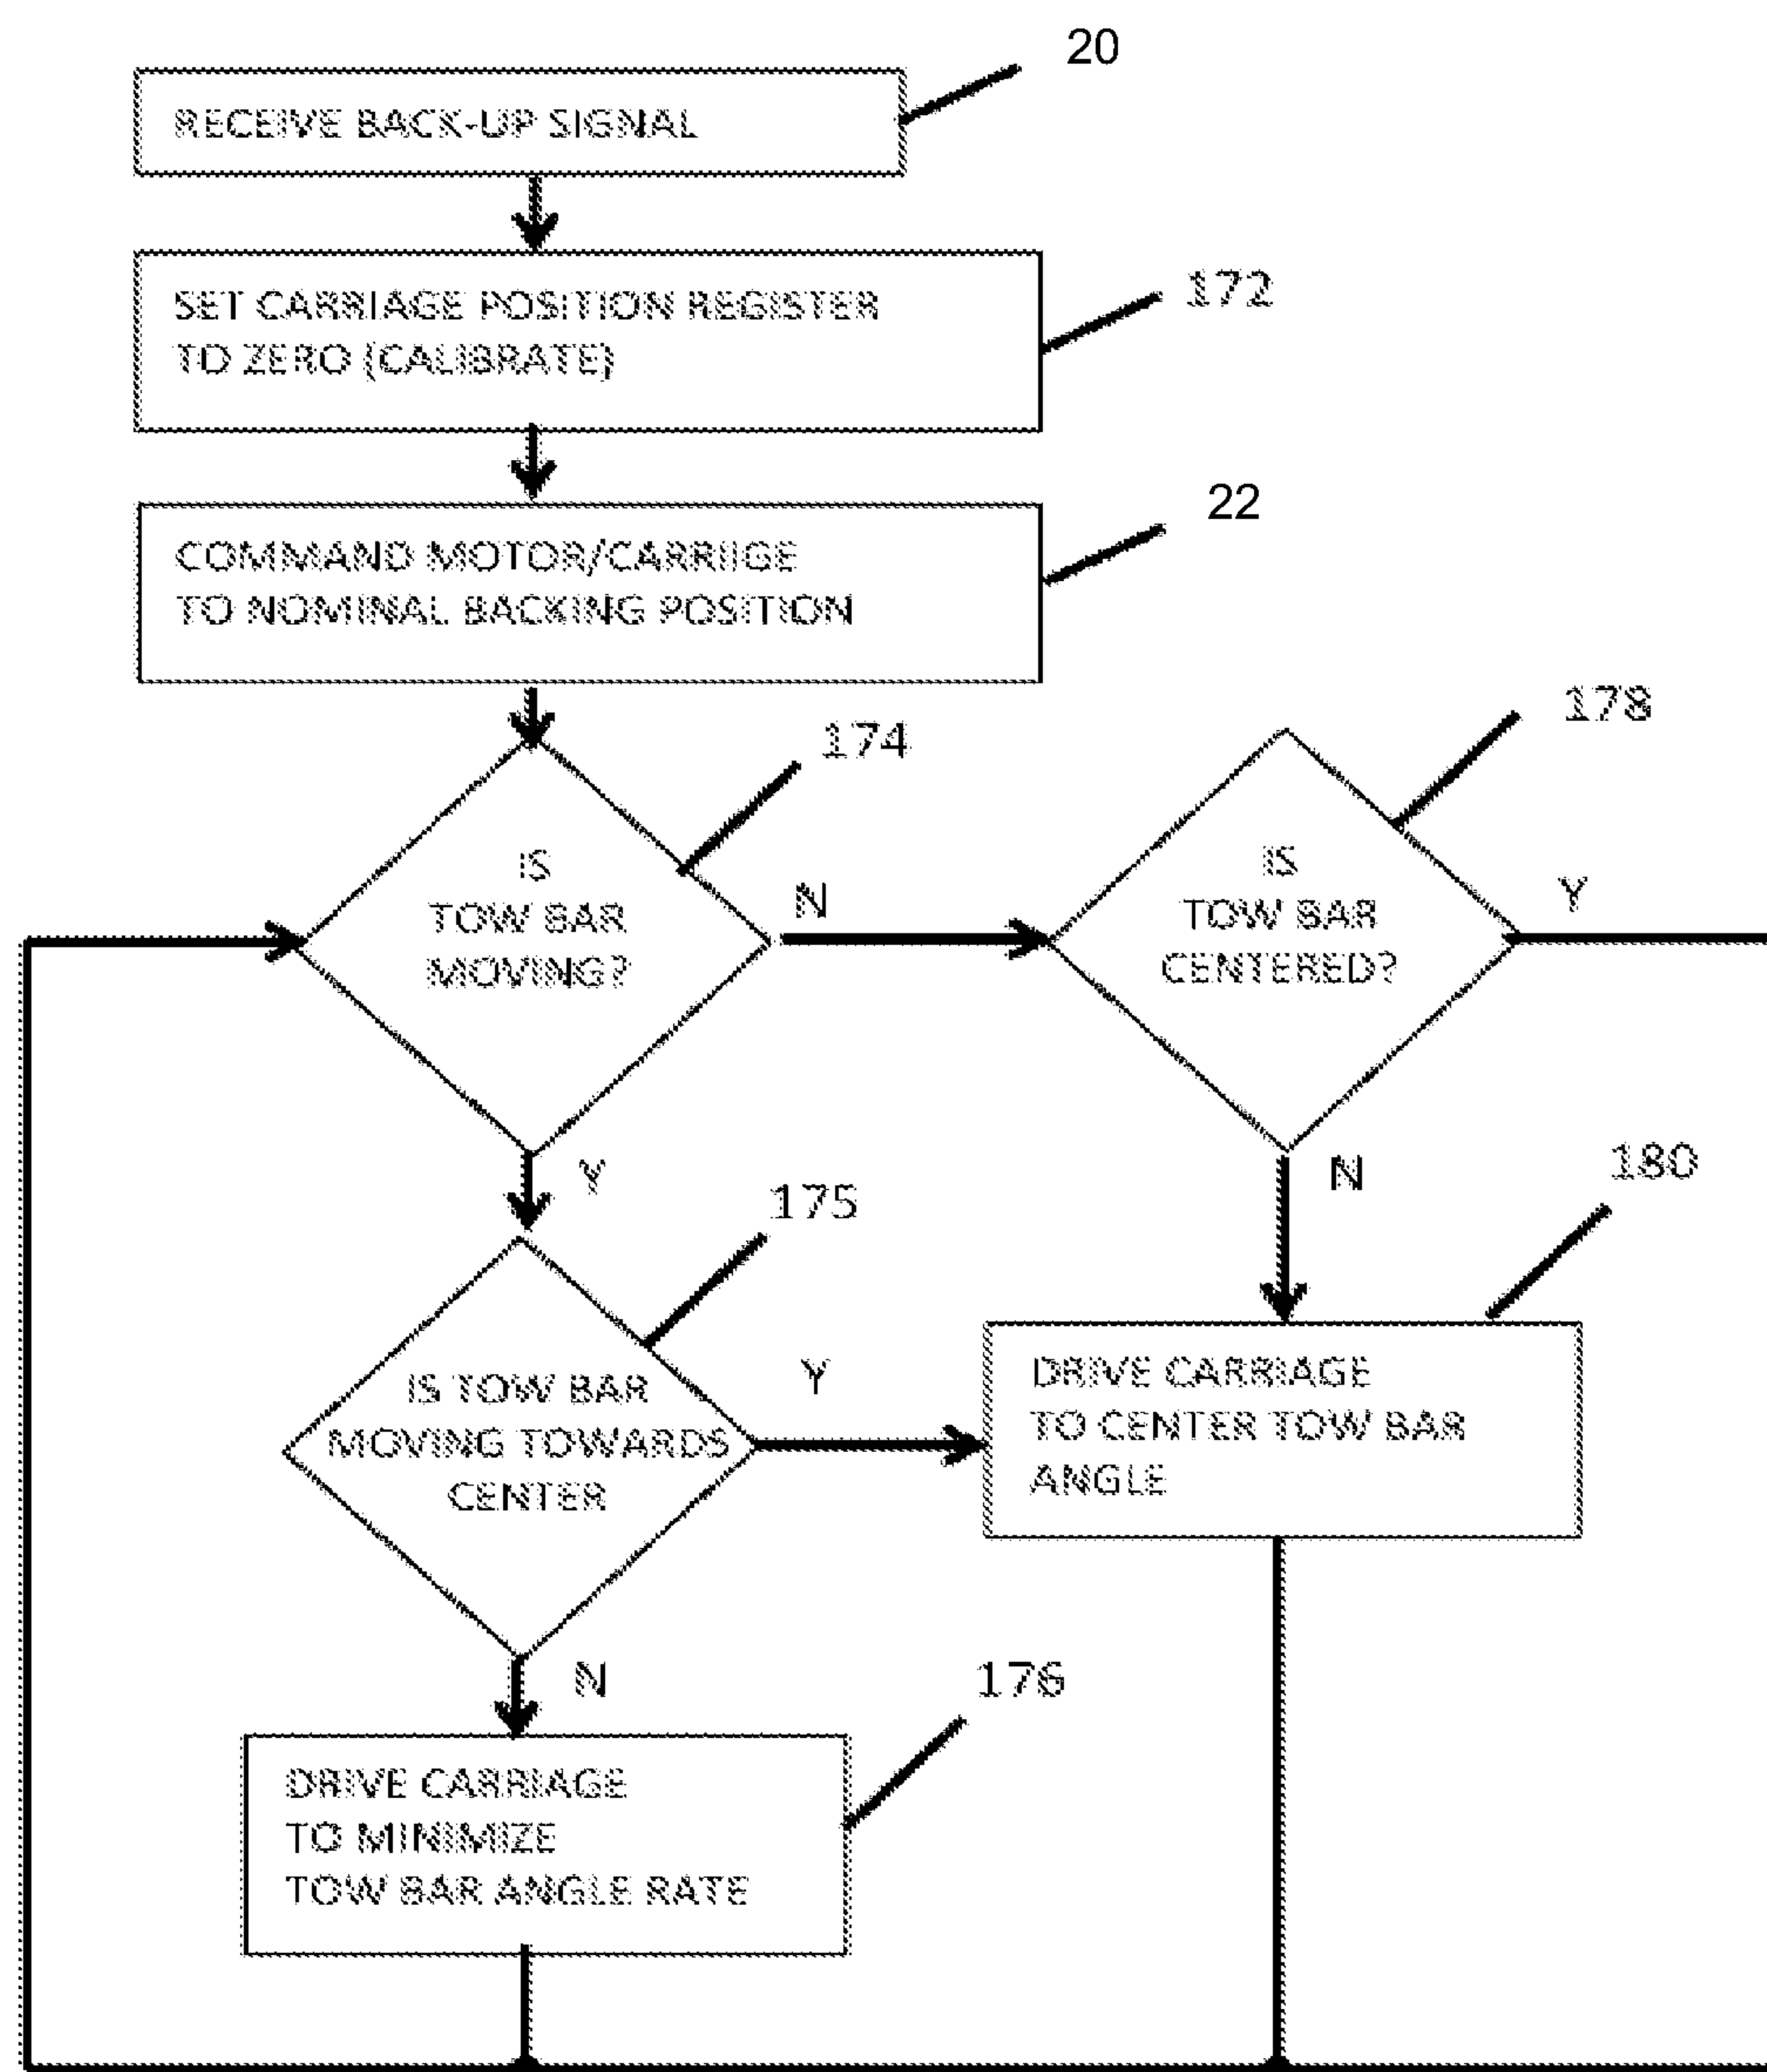 20
RECEIVE BACK-UP SIGNAL
172
SET CARRIAGE POSITION REGISTER
TO ZERO (CALIBRATE)
22
COMMAND MOTOR/CARRIIGE
TO NOMINAL BACKING POSITION
174
178
IS
TOW BAR
MOVING?
N
IS
TOW BAR
CENTERED?
Y
Y
N
175
180
IS TOW BAR
MOVING TOWARDS
CENTER
Y
DRIVE CARRIAGE
TO CENTER TOW BAR
ANGLE
N
176
DRIVE CARRIAGE
TO MINIMIZE
TOW BAR ANGLE RATE